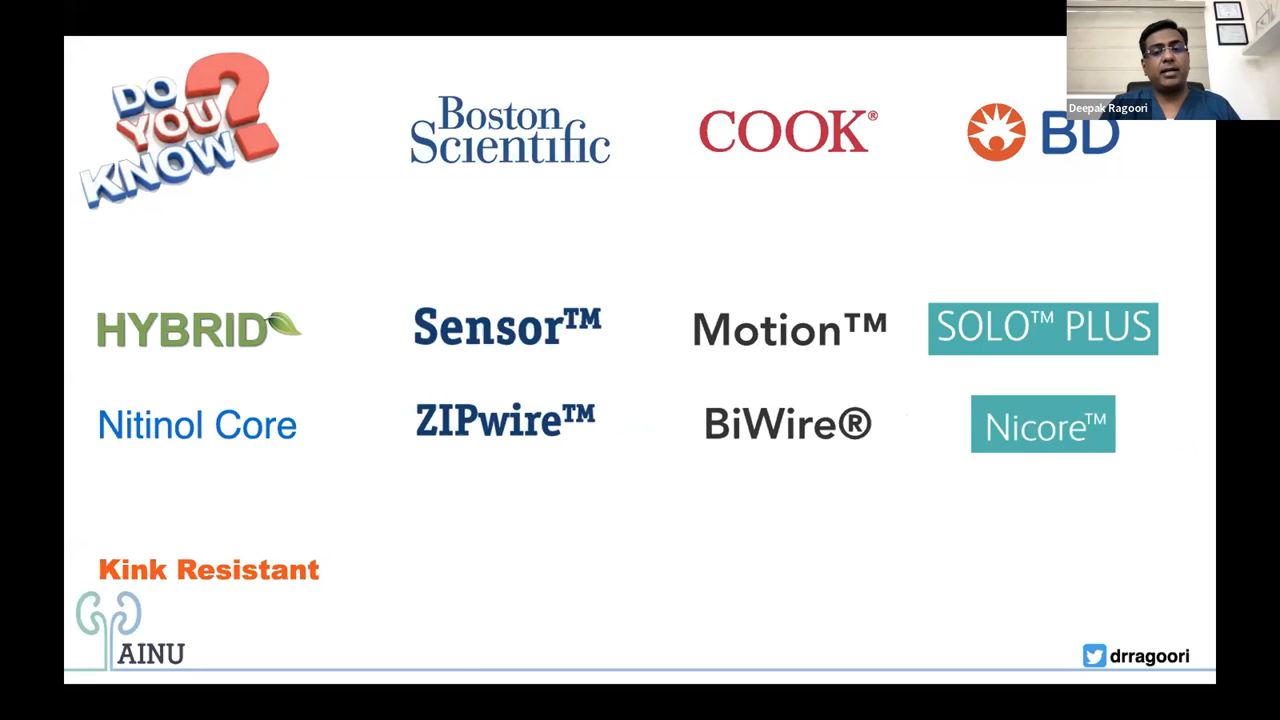 DO
YOU
KNOW
?
Boston
Scientific
COOK®
BD
Deepak Ragoori
HYBRID
Sensor™
Motion™
SOLO™ PLUS
Nitinol Core
ZIPwire™
BiWire®
Nicore™
Kink Resistant
AINU
drragoori